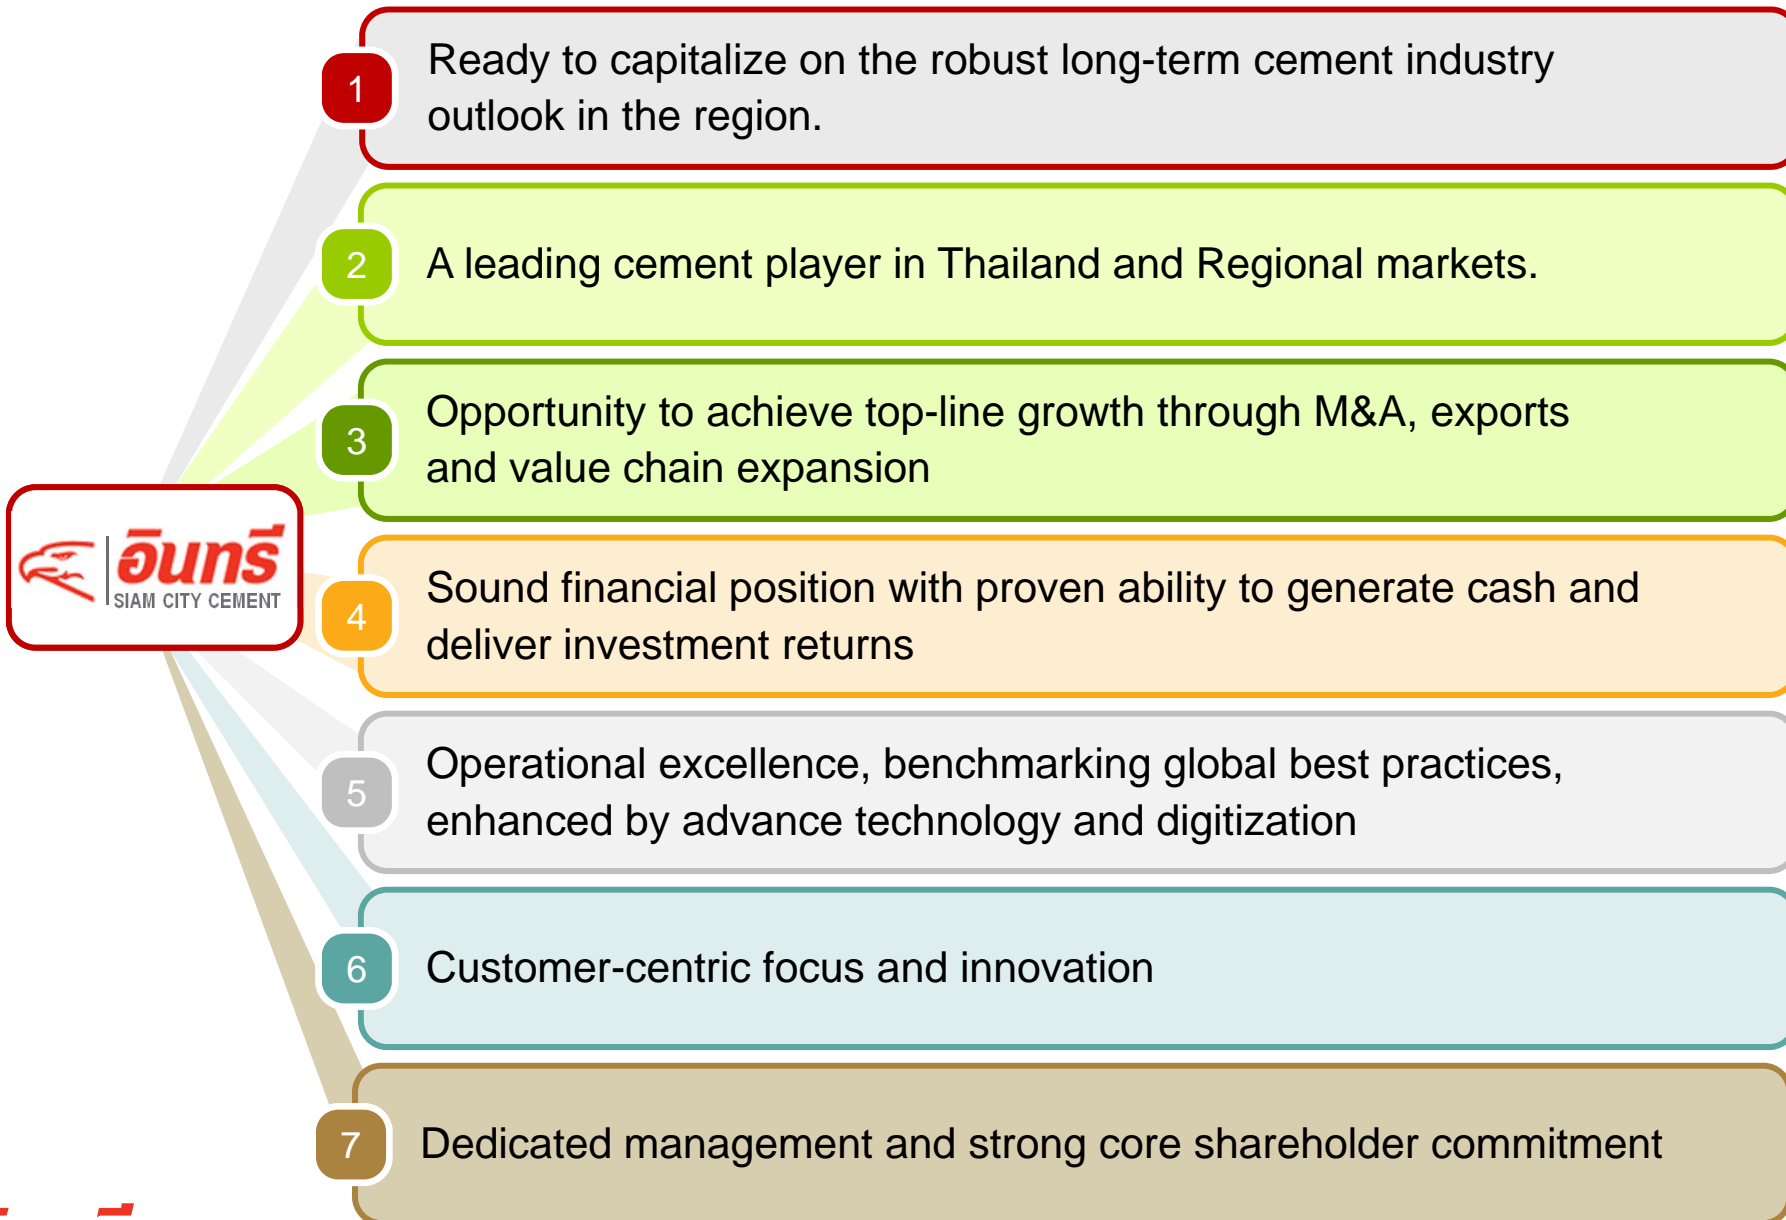 1
Ready to capitalize on the robust long-term cement industry
outlook in the region.
2
A leading cement player in Thailand and Regional markets.
3
Opportunity to achieve top-line growth through M&A, exports
and value chain expansion
อินทรี
SIAM CITY CEMENT
4
Sound financial position with proven ability to generate cash and
deliver investment returns
5
Operational excellence, benchmarking global best practices,
enhanced by advance technology and digitization
6
Customer-centric focus and innovation
7
Dedicated management and strong core shareholder commitment